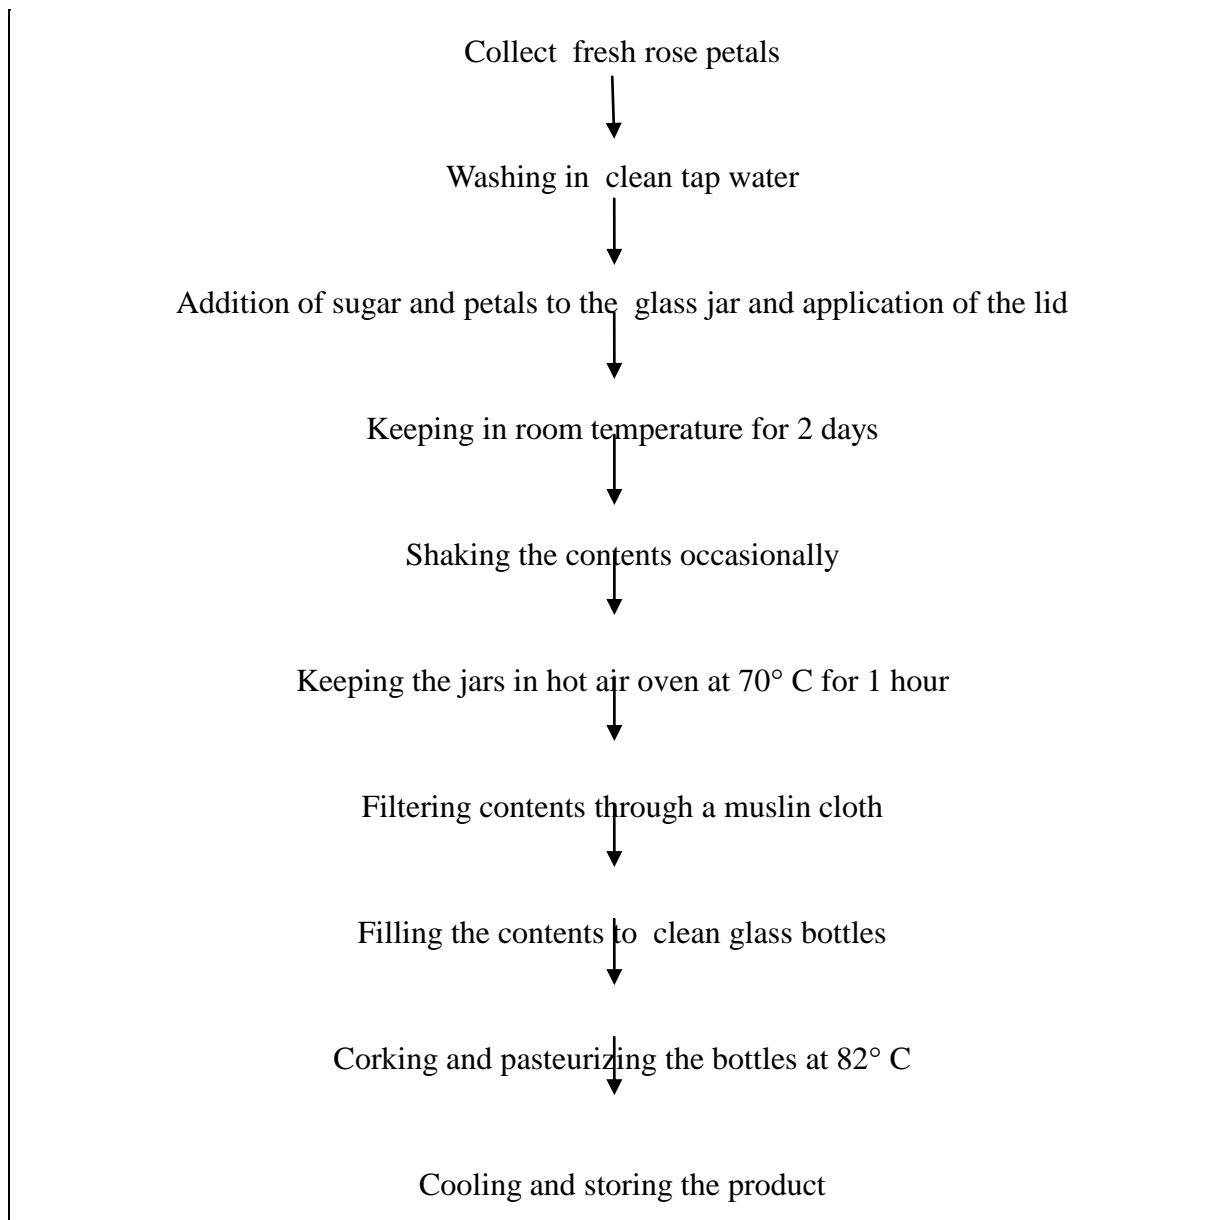 Collect fresh rose petals
Washing in clean tap water
Addition of sugar and petals to the glass jar and application of the lid
Keeping in room temperature for 2 days
Shaking the contents occasionally
Keeping the jars in hot air oven at 70° C for 1 hour
Filtering contents through a muslin cloth
Filling the contents to clean glass bottles
Corking and pasteurizing the bottles at 82° C
Cooling and storing the product